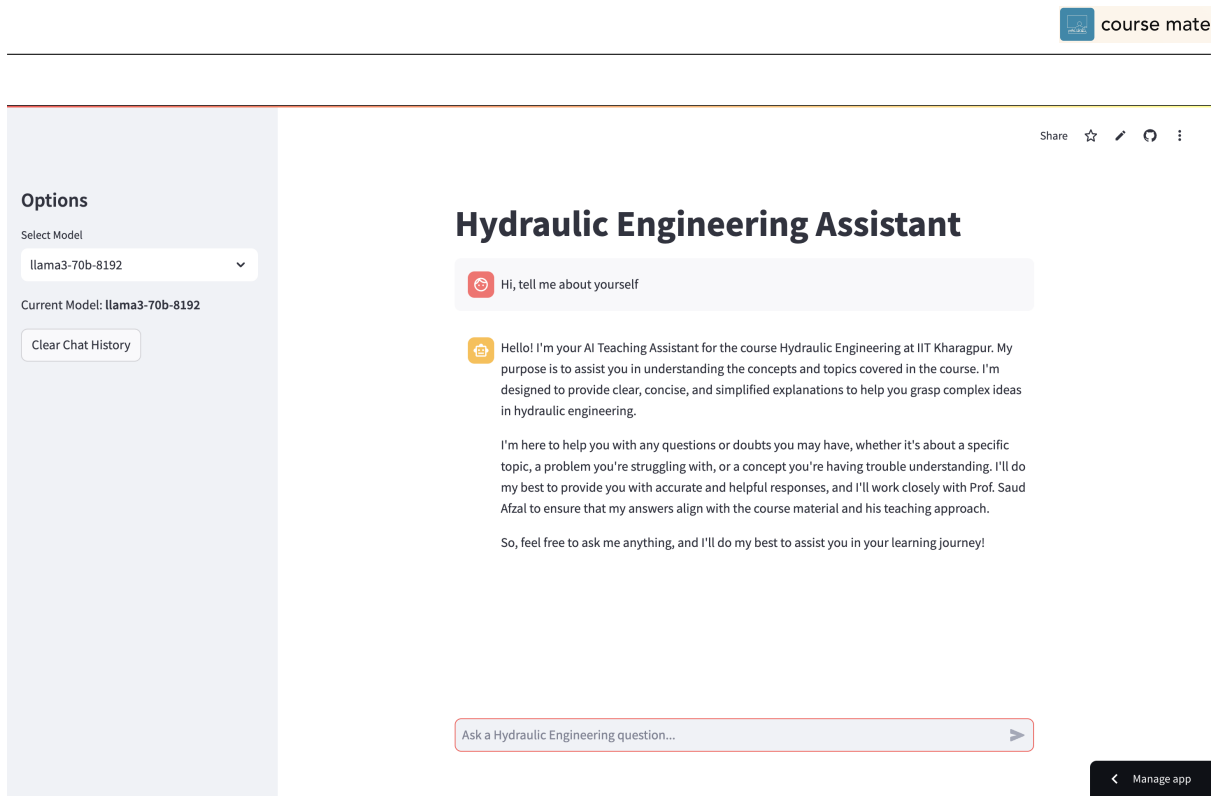 course mate
Share
Options
Select Model
llama3-70b-8192
Current Model: llama3-70b-8192
Clear Chat History
Hydraulic Engineering Assistant
Hi, tell me about yourself
Hello! I'm your AI Teaching Assistant for the course Hydraulic Engineering at IIT Kharagpur. My
purpose is to assist you in understanding the concepts and topics covered in the course. I'm
designed to provide clear, concise, and simplified explanations to help you grasp complex ideas
in hydraulic engineering.
I'm here to help you with any questions or doubts you may have, whether it's about a specific
topic, a problem you're struggling with, or a concept you're having trouble understanding. I'll do
my best to provide you with accurate and helpful responses, and I'll work closely with Prof. Saud
Afzal to ensure that my answers align with the course material and his teaching approach.
So, feel free to ask me anything, and I'll do my best to assist you in your learning journey!
Ask a Hydraulic Engineering question...
Manage app